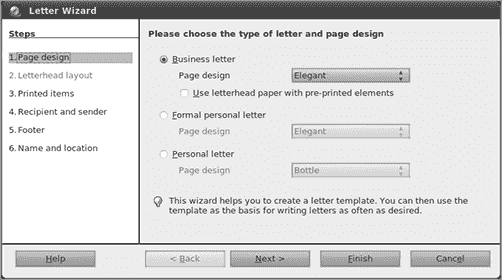 Letter Wizard
Steps
1. Page design
2. Letterhead layout
3. Printed items
4. Recipient and sender
5. Footer
6. Name and location
Please choose the type of letter and page design
Business letter
Page design Elegant
Use letterhead paper with pre-printed elements
Formal personal letter
Page design Elegant
Personal letter
Page design Bottle
This wizard helps you to create a letter template. You can then use the
template as the basis for writing letters as often as desired.
Help < Back Next > Finish Cancel